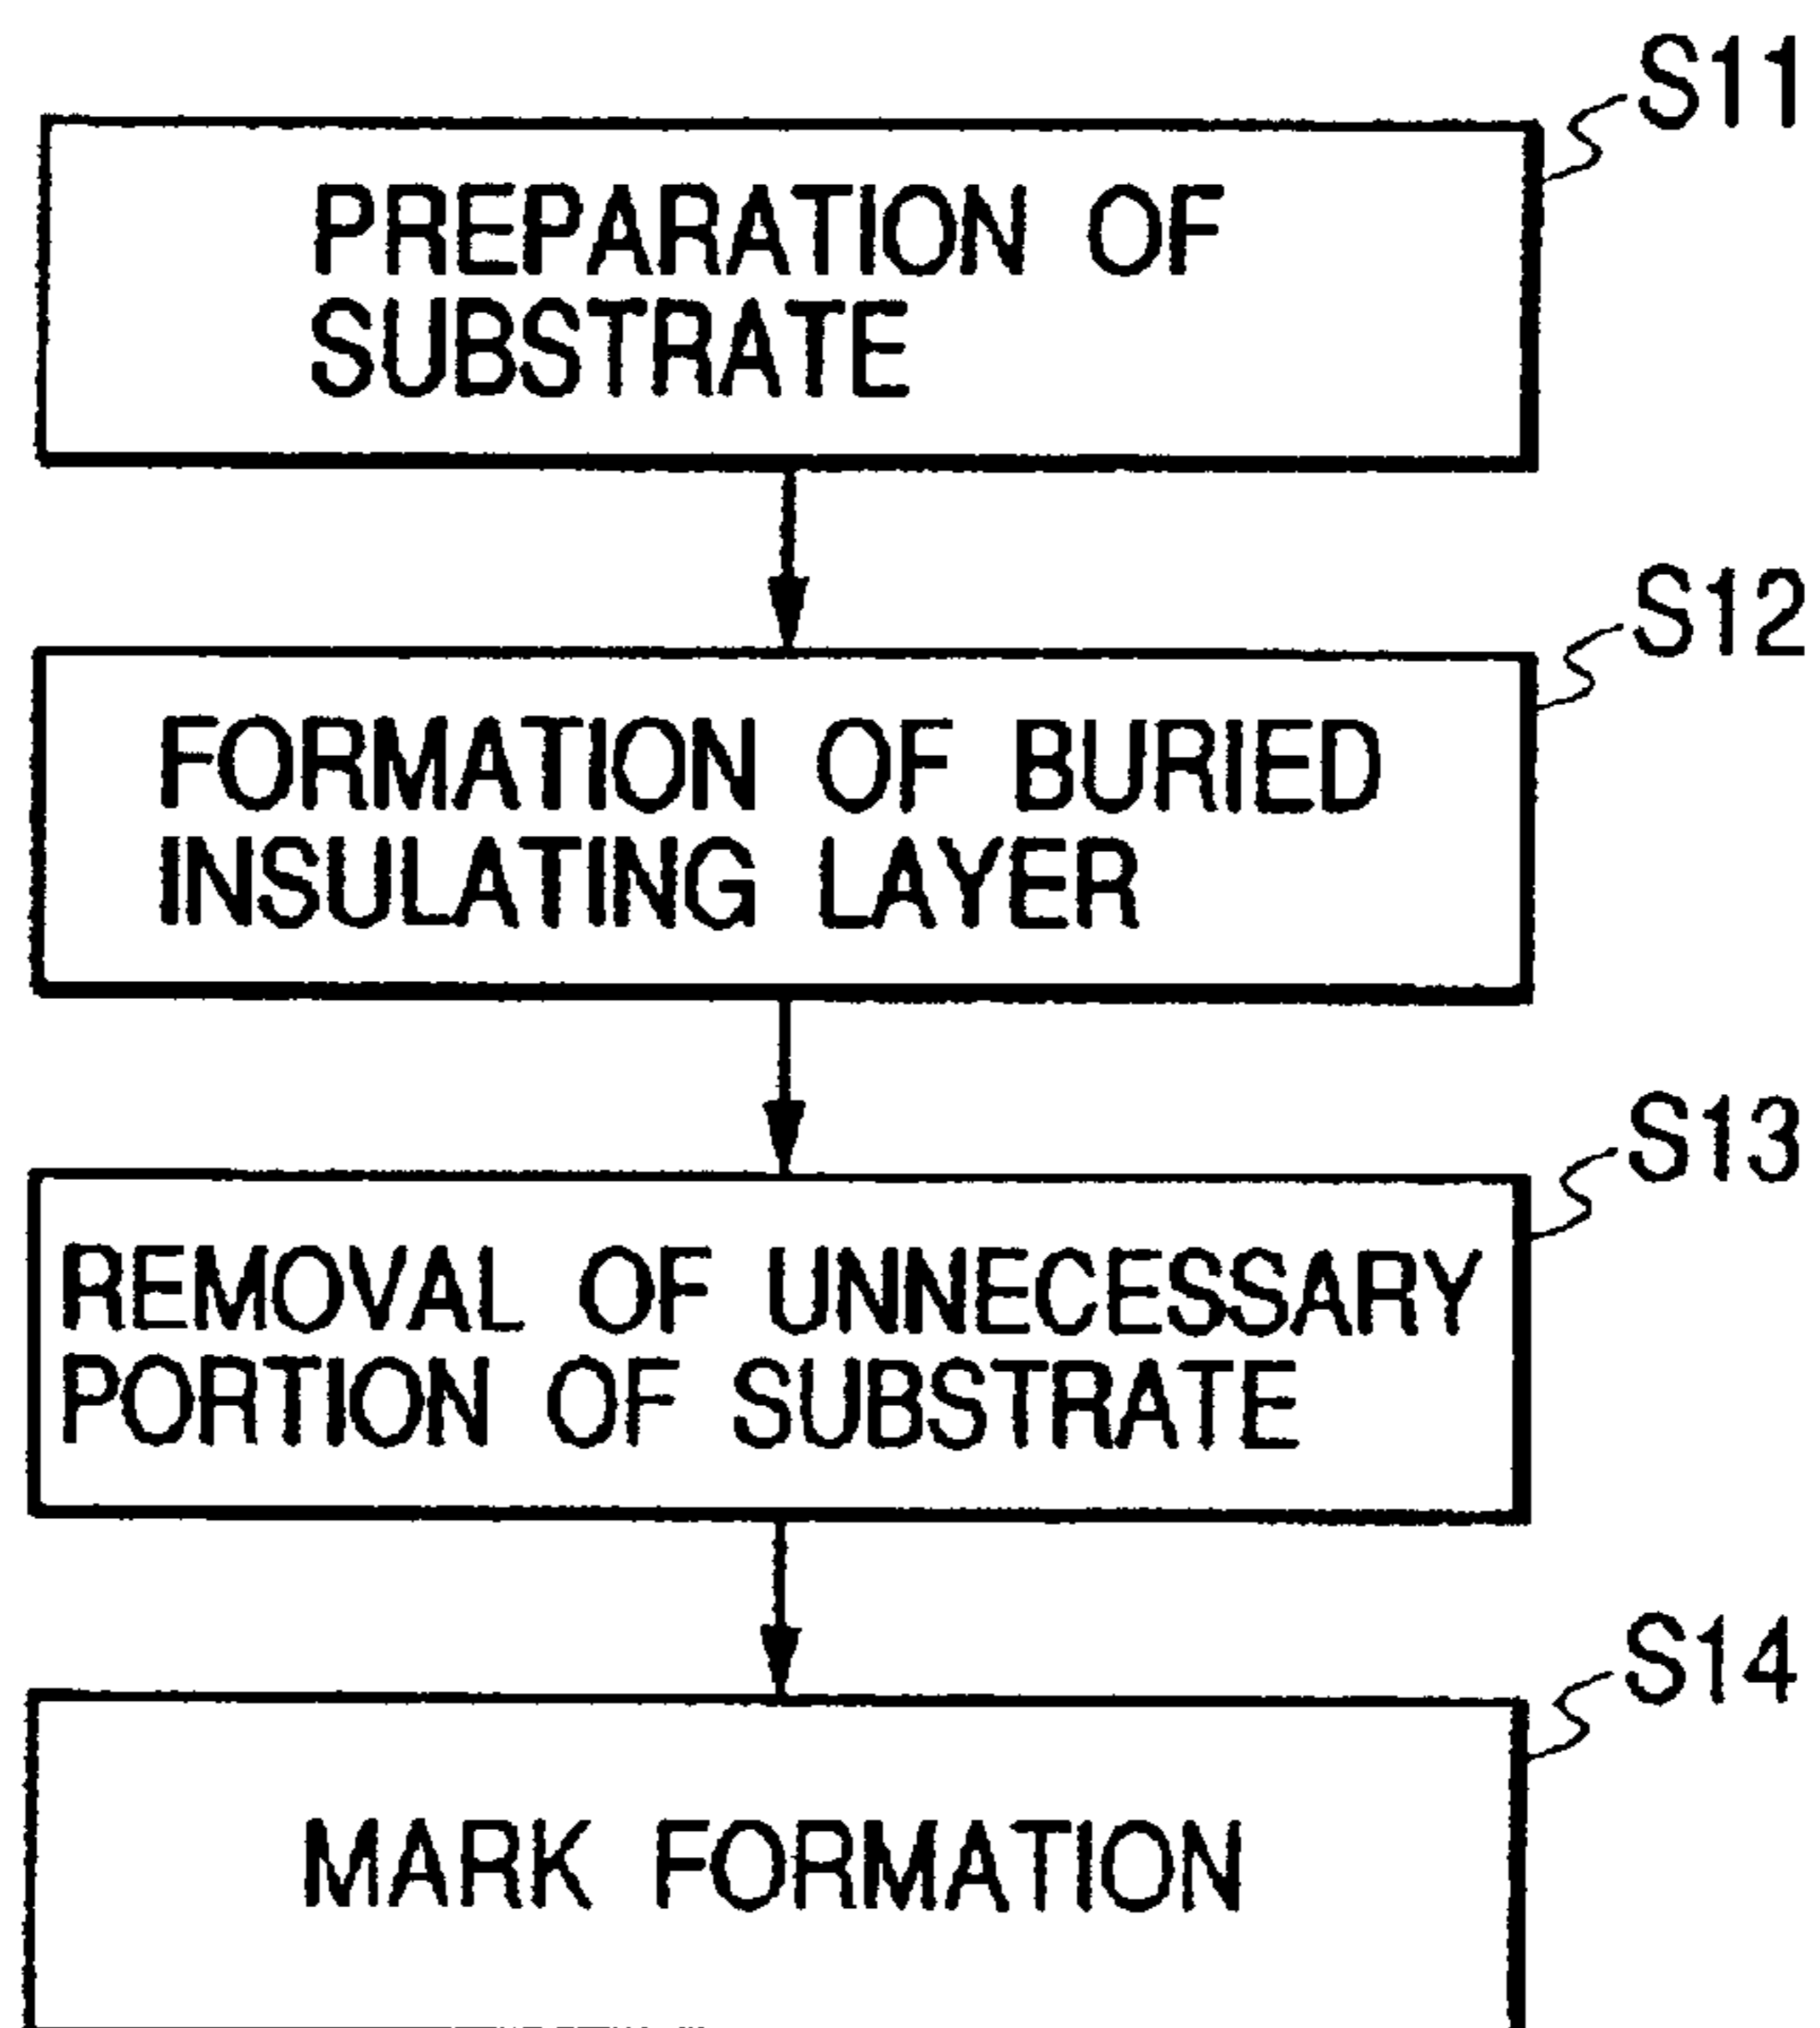 S11
PREPARATION OF
SUBSTRATE
S12
FORMATION OF BURIED
INSULATING LAYER
S13
REMOVAL OF UNNECESSARY
PORTION OF SUBSTRATE
S14
MARK FORMATION